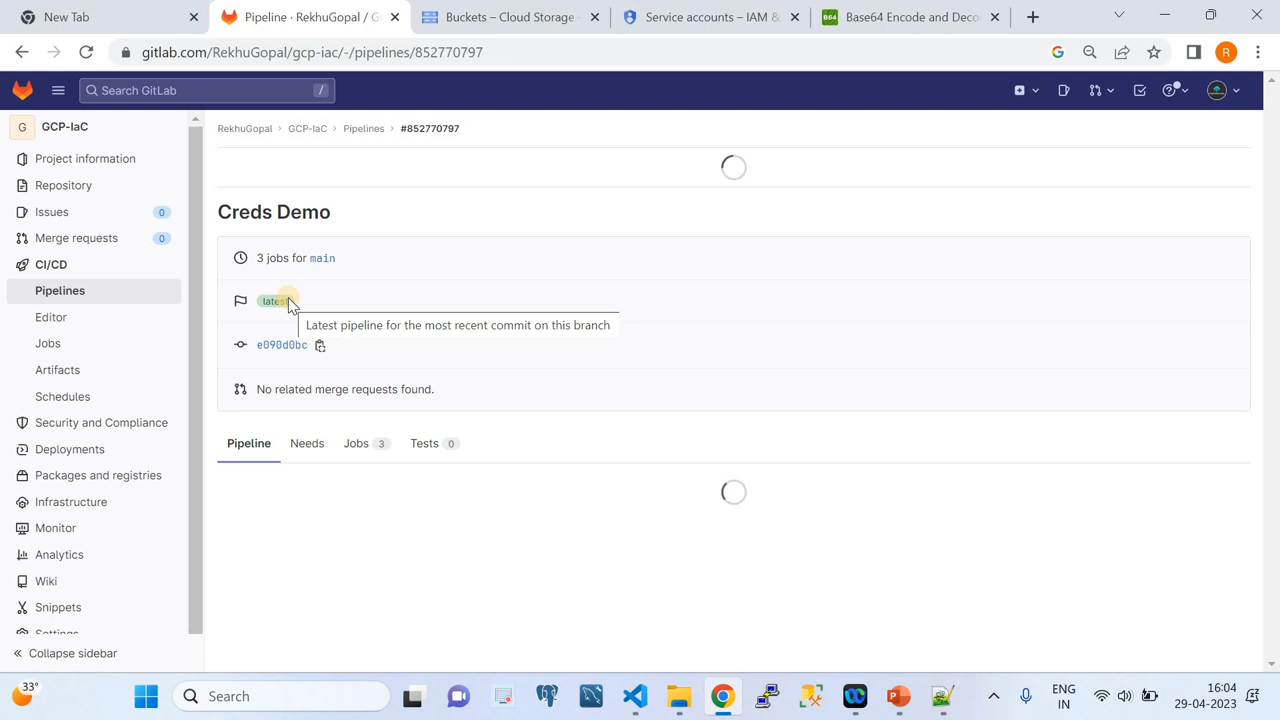 New Tab
Pipeline · RekhuGopal / G
Buckets – Cloud Storage
Service accounts – IAM &
B64
Base64 Encode and Deco
gitlab.com/RekhuGopal/gcp-iac/-/pipelines/852770797
R
Search GitLab
/
G
GCP-IaC
Project information
Repository
Issues
0
Merge requests
0
CI/CD
Pipelines
Editor
Jobs
Artifacts
Schedules
Security and Compliance
Deployments
Packages and registries
Infrastructure
Monitor
Analytics
Wiki
Snippets
Settings
Collapse sidebar
RekhuGopal
GCP-IaC
Pipelines
#852770797
Creds Demo
3 jobs for main
latest
Latest pipeline for the most recent commit on this branch
e090d0bc
No related merge requests found.
Pipeline
Needs
Jobs 3
Tests 0
33°
Search
ENG
IN
16:04
29-04-2023